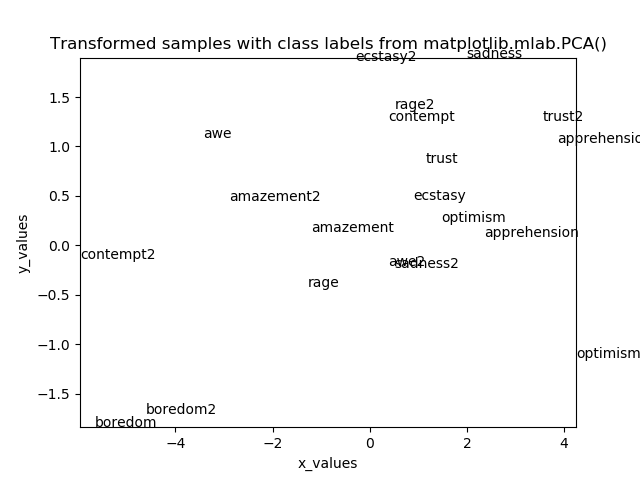 Transformed samples with class labels from matplotlib.mlab.PCA()
ecstasy2
sadness
1.5
rage2
contempt
trust2
awe
apprehensio
1.0
trust
0.5
amazement2
ecstasy
optimism
amazement
apprehension
0.0
contempt2
awe2
sadness2
rage
−0.5
−1.0
optimism
−1.5
boredom2
boredom
−4
−2
0
2
4
x_values
y_values